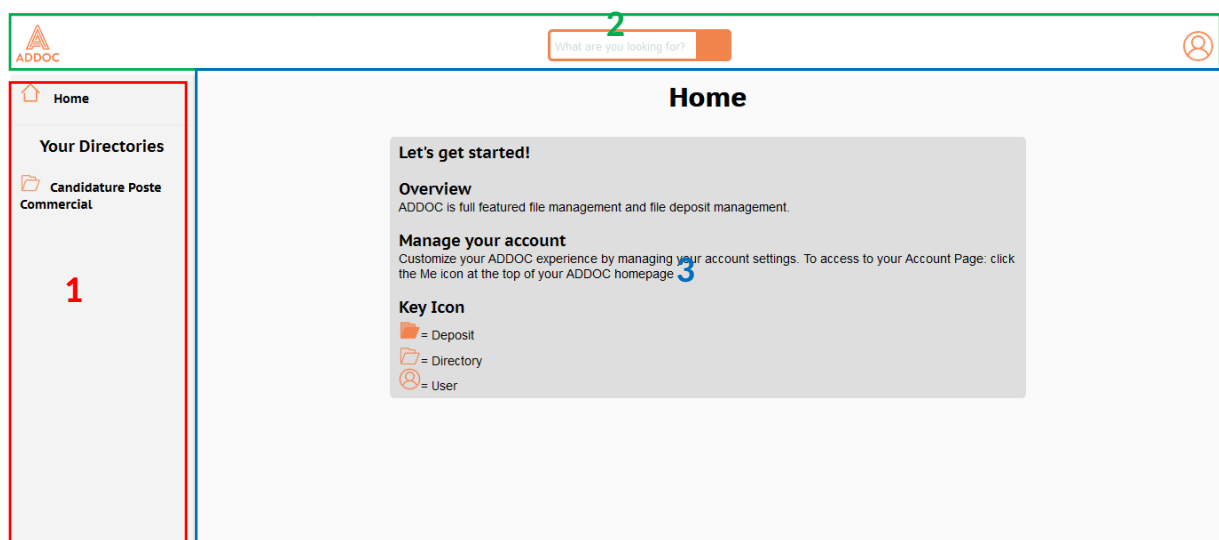 2
ADDOC
What are you looking for?
Home
Your Directories
Candidature Poste
Commercial
1
Home
Let's get started!
Overview
ADDOC is full featured file management and file deposit management.
Manage your account
Customize your ADDOC experience by managing your account settings. To access to your Account Page: click
the Me icon at the top of your ADDOC homepage
3
Key Icon
= Deposit
= Directory
= User